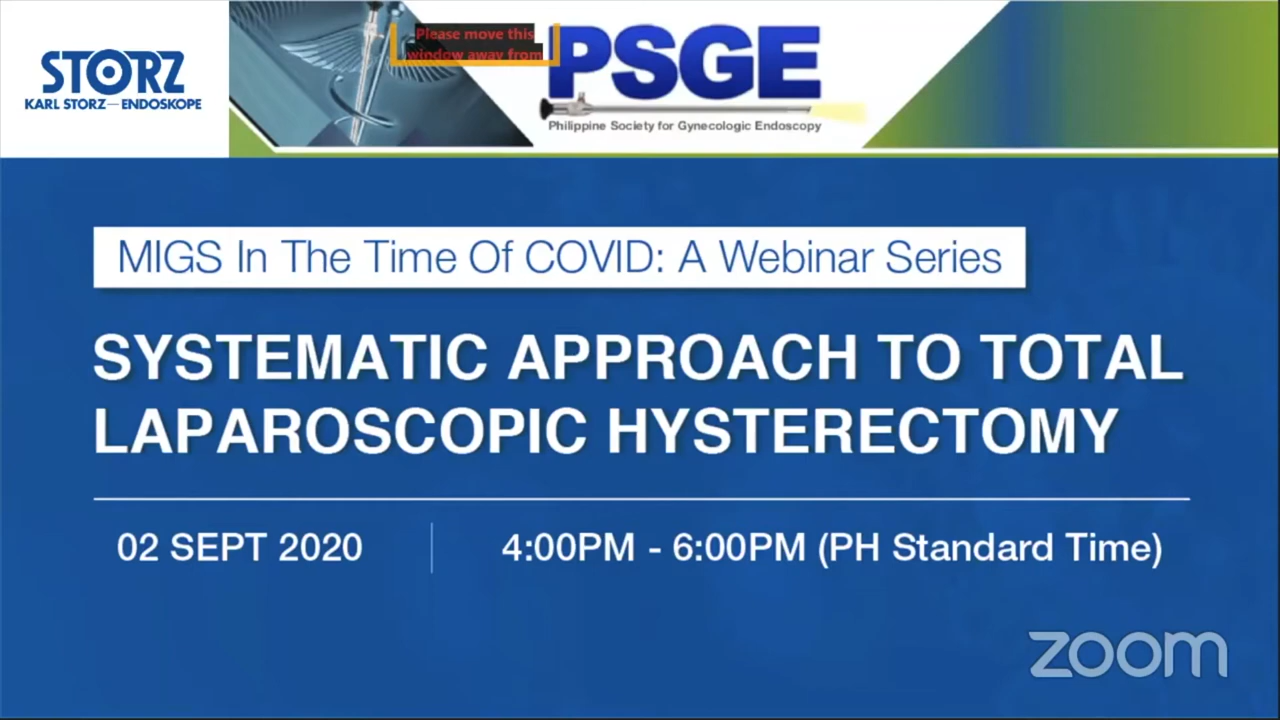 STORZ
KARL STORZ—ENDOSKOPE
Please move this
window away from
PSGE
Philippine Society for Gynecologic Endoscopy
MIGS In The Time Of COVID: A Webinar Series
SYSTEMATIC APPROACH TO TOTAL
LAPAROSCOPIC HYSTERECTOMY
02 SEPT 2020
4:00PM - 6:00PM (PH Standard Time)
zoom